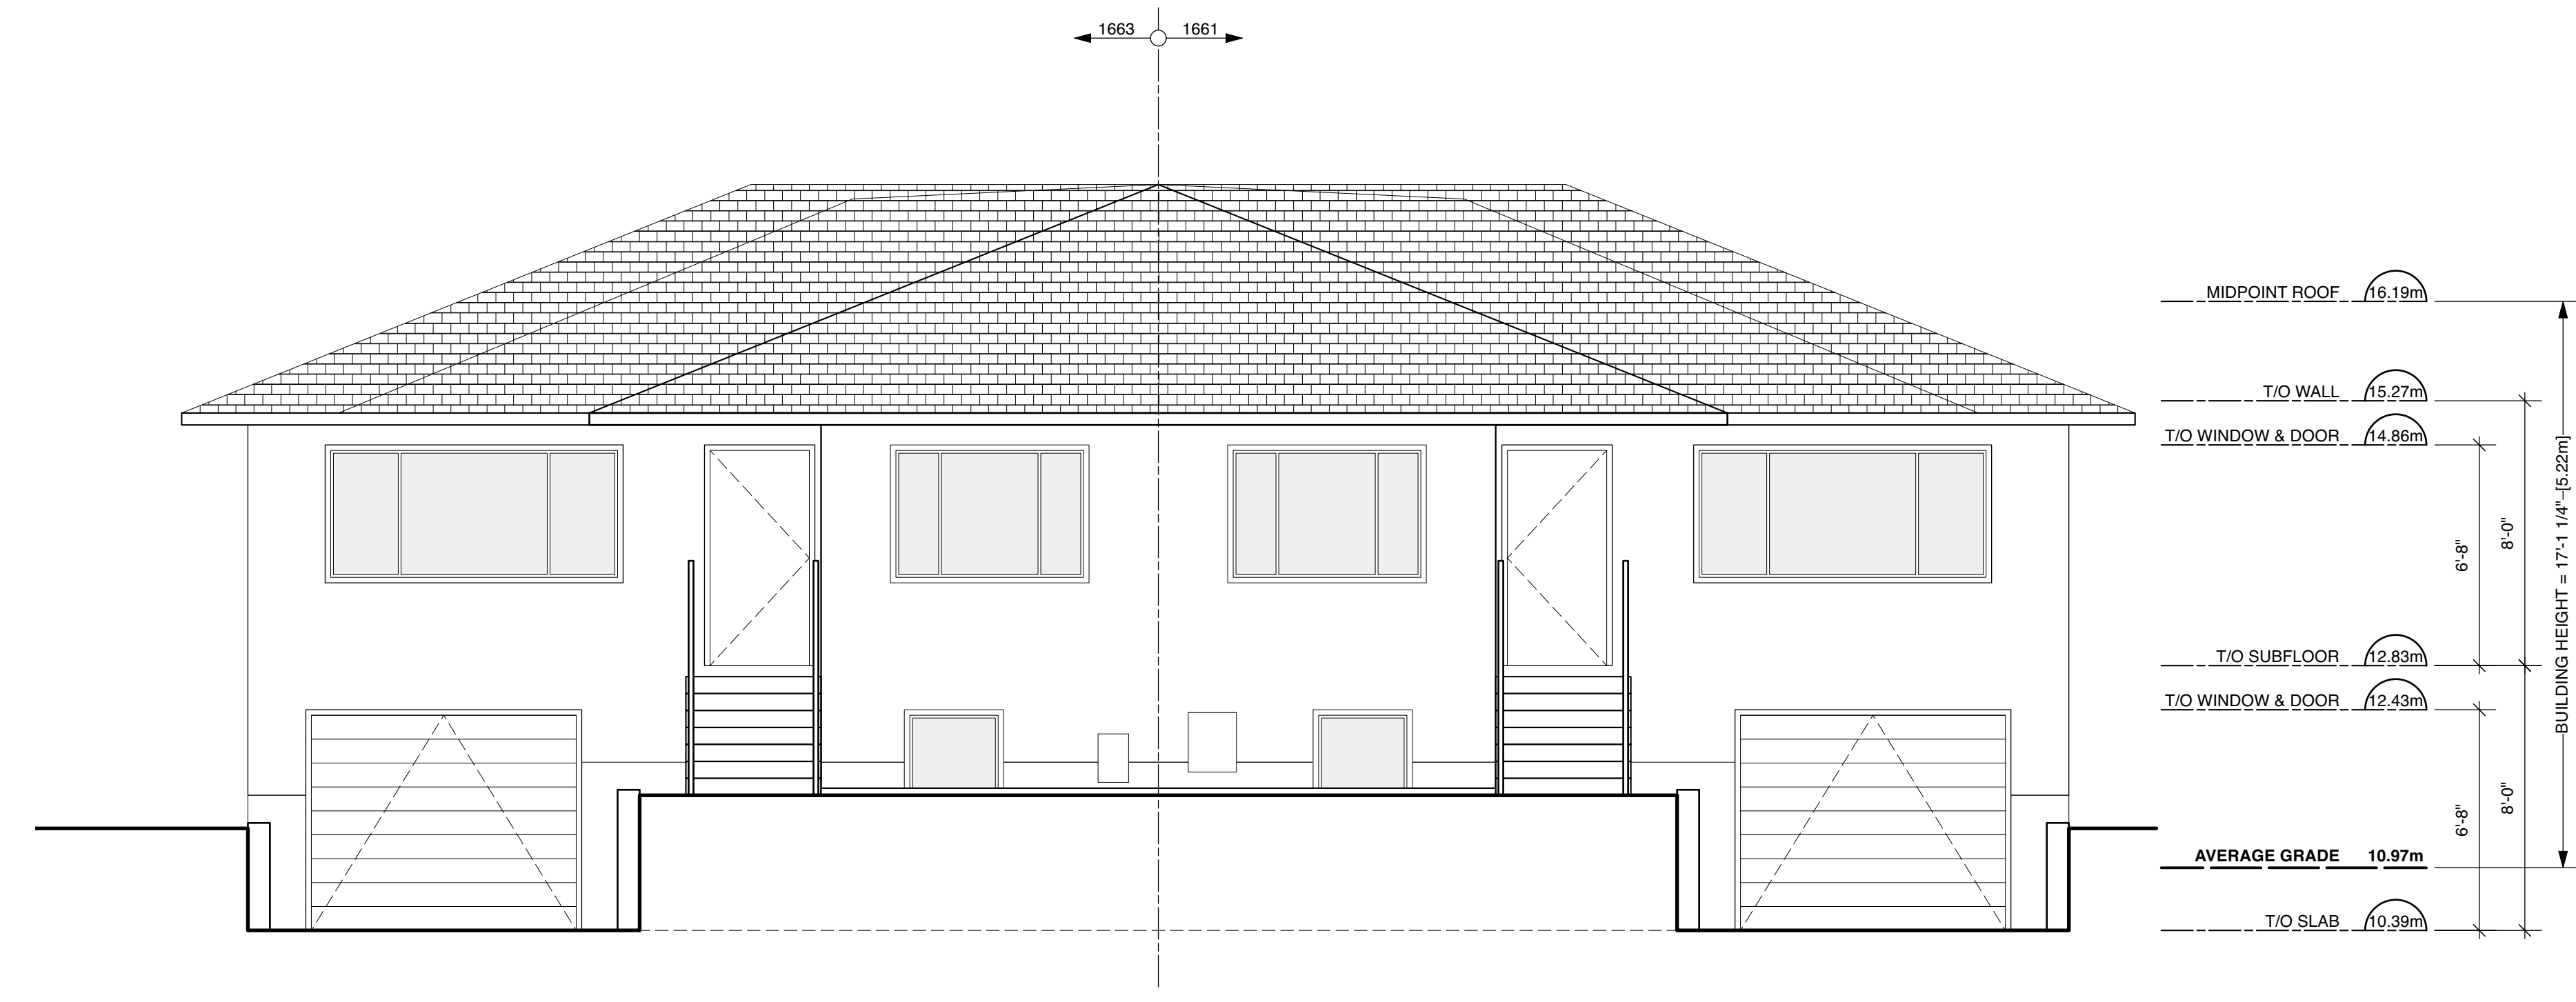 1663 1661
MIDPOINT ROOF 16.19m
T/O WALL 15.27m
T/O WINDOW & DOOR 14.86m
T/O SUBFLOOR 12.83m
T/O WINDOW & DOOR 12.43m
AVERAGE GRADE 10.97m
T/O SLAB 10.39m
6'-8"
8'-0"
6'-8"
8'-0"
BUILDING HEIGHT = 17'-1 1/4" [5.22m]